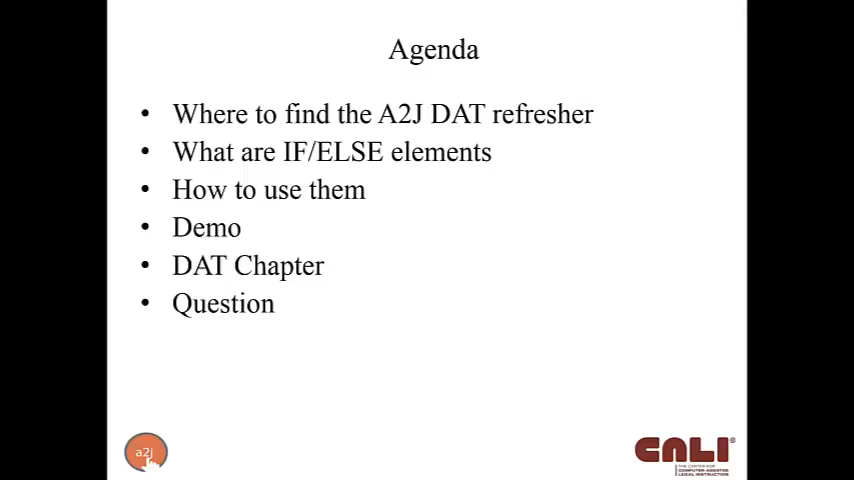 Agenda
• Where to find the A2J DAT refresher
• What are IF/ELSE elements
• How to use them
• Demo
• DAT Chapter
• Question
a2j
CALI®
THE CENTER FOR
COMPUTER-ASSISTED
LEGAL INSTRUCTION